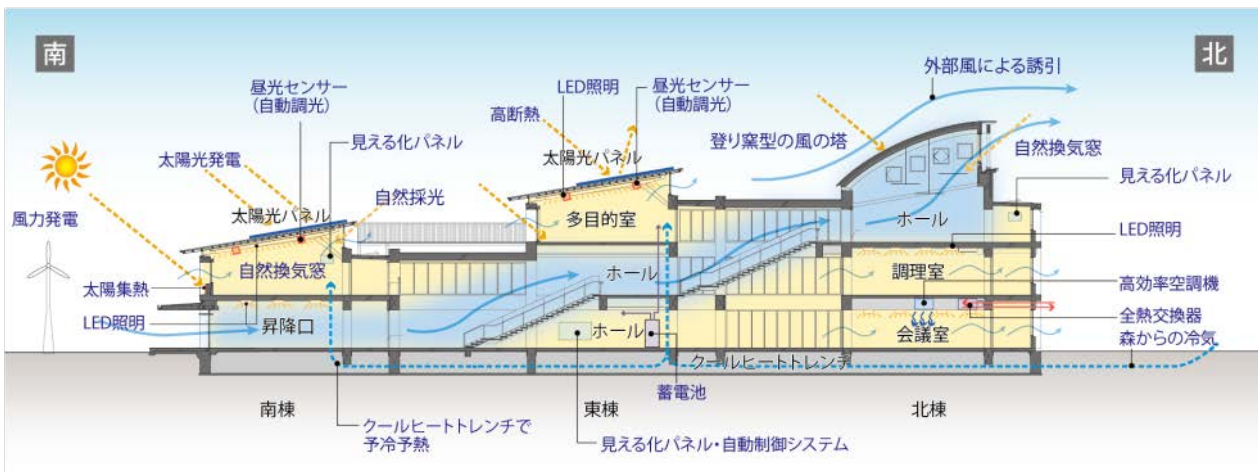 南
北
外部風による誘引
昼光センサー
(自動調光)
LED照明
昼光センサー
(自動調光)
高断熱
見える化パネル
太陽光発電
太陽光パネル
登り窯型の風の塔
自然換気窓
見える化パネル
自然採光
風力発電
太陽光パネル
多目的室
ホール
LED照明
自然換気窓
ホール
調理室
太陽集熱
高効率空調機
LED照明
昇降口
ホール
会議室
全熱交換器
森からの冷気
クールヒートトレンチ
蓄電池
南棟
東棟
北棟
クールヒートトレンチで
予冷予熱
見える化パネル・自動制御システム